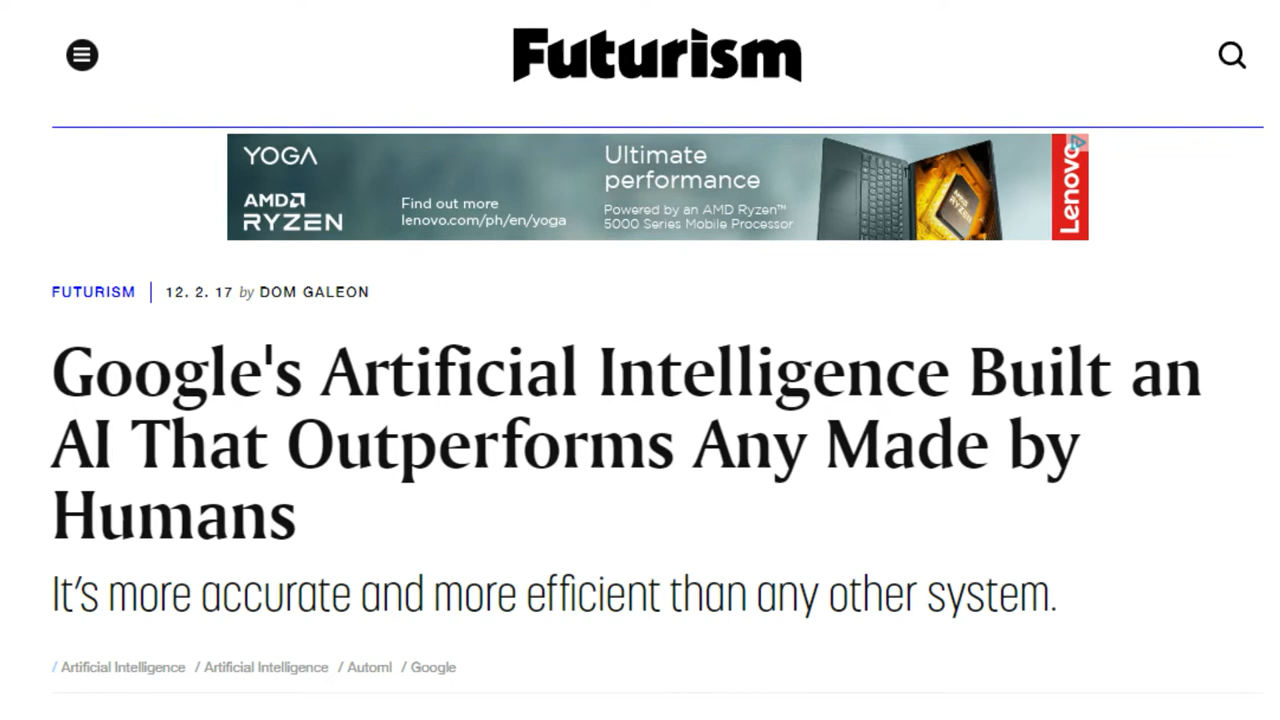 Futurism
YOGA
AMD
RYZEN
Find out more
lenovo.com/ph/en/yoga
Ultimate
performance
Powered by an AMD Ryzen™
5000 Series Mobile Processor
Lenovo
FUTURISM | 12. 2. 17 by DOM GALEON
Google's Artificial Intelligence Built an
AI That Outperforms Any Made by
Humans
It’s more accurate and more efficient than any other system.
/ Artificial Intelligence / Artificial Intelligence / Automl / Google